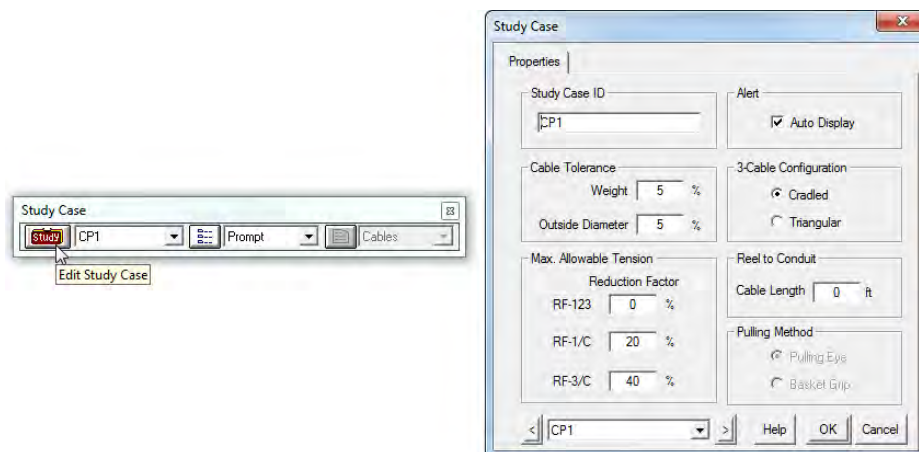 Study Case
Study CP1 Prompt Cables
Edit Study Case
Study Case
Properties
Study Case ID
CP1
Alert
Auto Display
Cable Tolerance
Weight 5 %
Outside Diameter 5 %
3-Cable Configuration
Cradled
Triangular
Max. Allowable Tension
Reduction Factor
RF-123 0 %
RF-1/C 20 %
RF-3/C 40 %
Reel to Conduit
Cable Length 0 ft
Pulling Method
Pulling Eye
Basket Grip
< CP1 > Help OK Cancel